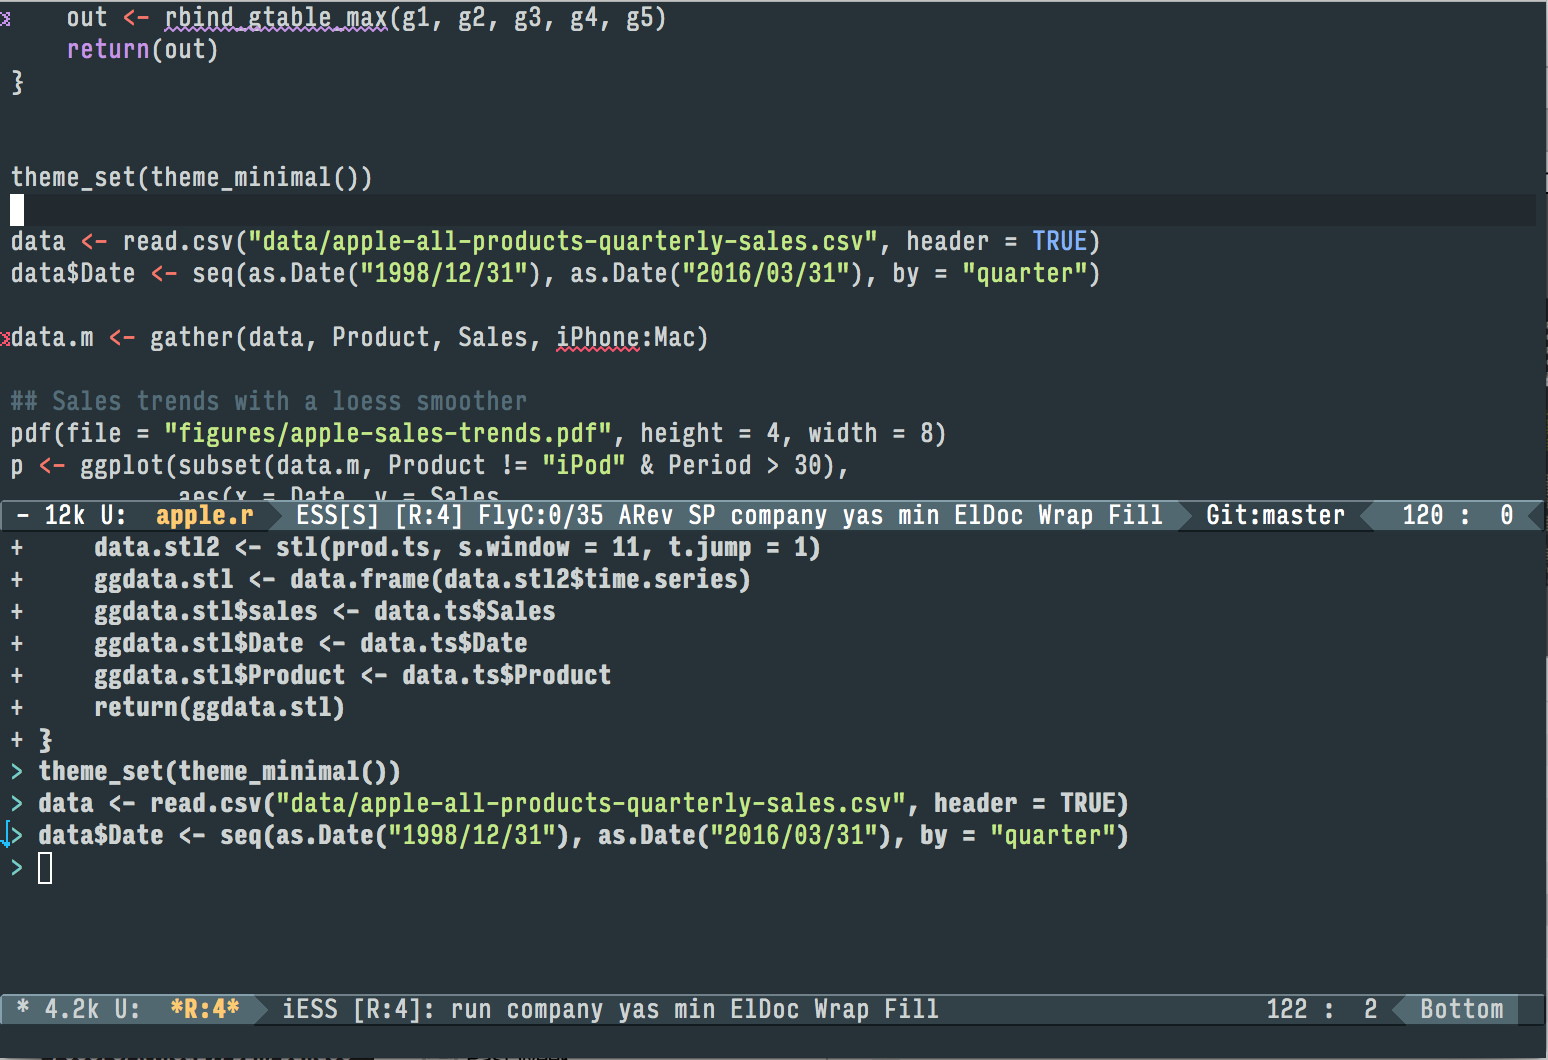 out <- rbind_gtable_max(g1, g2, g3, g4, g5)
return(out)
}
theme_set(theme_minimal())
data <- read.csv("data/apple-all-products-quarterly-sales.csv", header = TRUE)
data$Date <- seq(as.Date("1998/12/31"), as.Date("2016/03/31"), by = "quarter")
data.m <- gather(data, Product, Sales, iPhone:Mac)
## Sales trends with a loess smoother
pdf(file = "figures/apple-sales-trends.pdf", height = 4, width = 8)
p <- ggplot(subset(data.m, Product != "iPod" & Period > 30),
aes(x = Date, y = Sales,
- 12k U: apple.r ESS[S] [R:4] FlyC:0/35 ARev SP company yas min ElDoc Wrap Fill Git:master 120 : 0
+ data.stl2 <- stl(prod.ts, s.window = 11, t.jump = 1)
+ ggdata.stl <- data.frame(data.stl2$time.series)
+ ggdata.stl$sales <- data.ts$Sales
+ ggdata.stl$Date <- data.ts$Date
+ ggdata.stl$Product <- data.ts$Product
+ return(ggdata.stl)
+ }
> theme_set(theme_minimal())
> data <- read.csv("data/apple-all-products-quarterly-sales.csv", header = TRUE)
> data$Date <- seq(as.Date("1998/12/31"), as.Date("2016/03/31"), by = "quarter")
>
* 4.2k U: *R:4* iESS [R:4]: run company yas min ElDoc Wrap Fill 122 : 2 Bottom